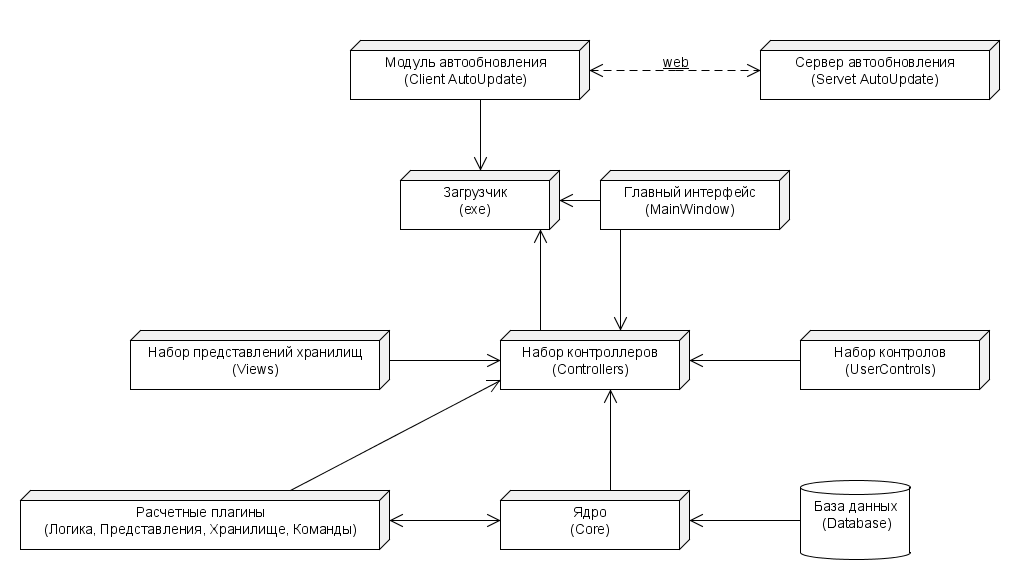 Модуль автообновления
(Client AutoUpdate)
web
Сервер автообновления
(Servet AutoUpdate)
Загрузчик
(exe)
Главный интерфейс
(MainWindow)
Набор представлений хранилищ
(Views)
Набор контроллеров
(Controllers)
Набор контролов
(UserControls)
Расчетные плагины
(Логика, Представления, Хранилище, Команды)
Ядро
(Core)
База данных
(Database)